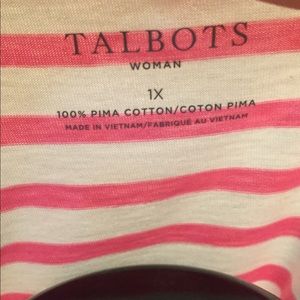 TALBOTS
WOMAN
1X
100% PIMA COTTON/COTON PIMA
MADE IN VIETNAM/FABRIQUÉ AU VIETNAM